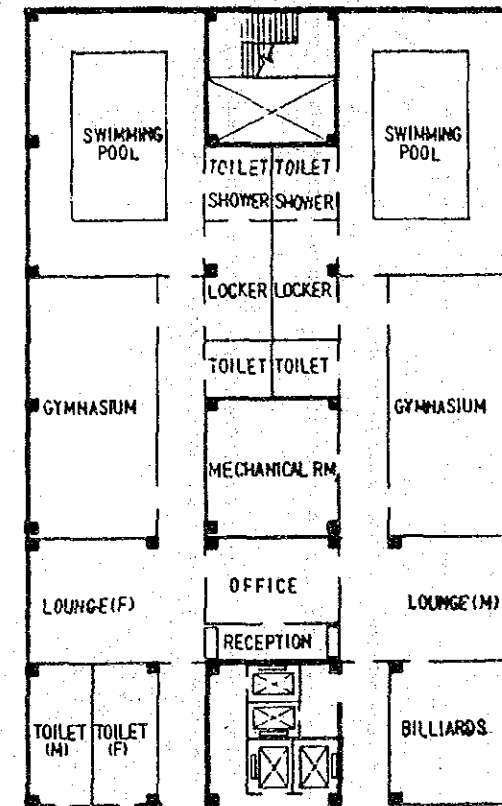 SWIMMING
POOL
SWIMMING
POOL
TOILET TOILET
SHOWER SHOWER
LOCKER LOCKER
TOILET TOILET
GYMNASIUM
GYMNASIUM
MECHANICAL RM
OFFICE
LOUNGE (F)
LOUNGE (M)
RECEPTION
TOILET
(M)
TOILET
(F)
BILLIARDS